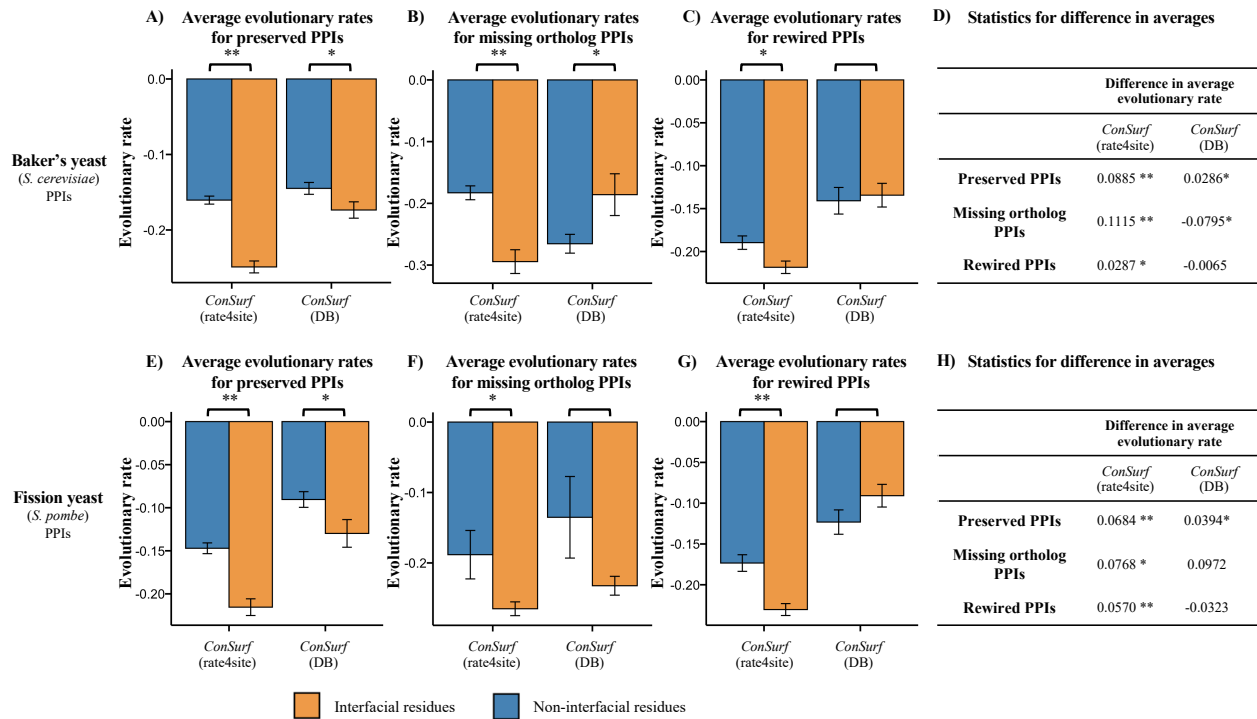 A) Average evolutionary rates
for preserved PPIs
B) Average evolutionary rates
for missing ortholog PPIs
C) Average evolutionary rates
for rewired PPIs
D) Statistics for difference in averages
Baker's yeast
(S. cerevisiae)
PPIs
Evolutionary rate
0.0
-0.1
-0.2
** *
ConSurf
(rate4site)
ConSurf
(DB)
Evolutionary rate
0.0
-0.1
-0.2
-0.3
** *
ConSurf
(rate4site)
ConSurf
(DB)
Evolutionary rate
0.00
-0.05
-0.10
-0.15
-0.20
*
ConSurf
(rate4site)
ConSurf
(DB)
Difference in average
evolutionary rate
ConSurf
(rate4site)
ConSurf
(DB)
Preserved PPIs 0.0885 ** 0.0286*
Missing ortholog
PPIs 0.1115 ** -0.0795*
Rewired PPIs 0.0287 * -0.0065
E) Average evolutionary rates
for preserved PPIs
F) Average evolutionary rates
for missing ortholog PPIs
G) Average evolutionary rates
for rewired PPIs
H) Statistics for difference in averages
Fission yeast
(S. pombe)
PPIs
Evolutionary rate
0.00
-0.05
-0.10
-0.15
-0.20
** *
ConSurf
(rate4site)
ConSurf
(DB)
Evolutionary rate
0.0
-0.1
-0.2
*
ConSurf
(rate4site)
ConSurf
(DB)
Evolutionary rate
0.00
-0.05
-0.10
-0.15
-0.20
**
ConSurf
(rate4site)
ConSurf
(DB)
Difference in average
evolutionary rate
ConSurf
(rate4site)
ConSurf
(DB)
Preserved PPIs 0.0684 ** 0.0394*
Missing ortholog
PPIs 0.0768 * 0.0972
Rewired PPIs 0.0570 ** -0.0323
Interfacial residues
Non-interfacial residues